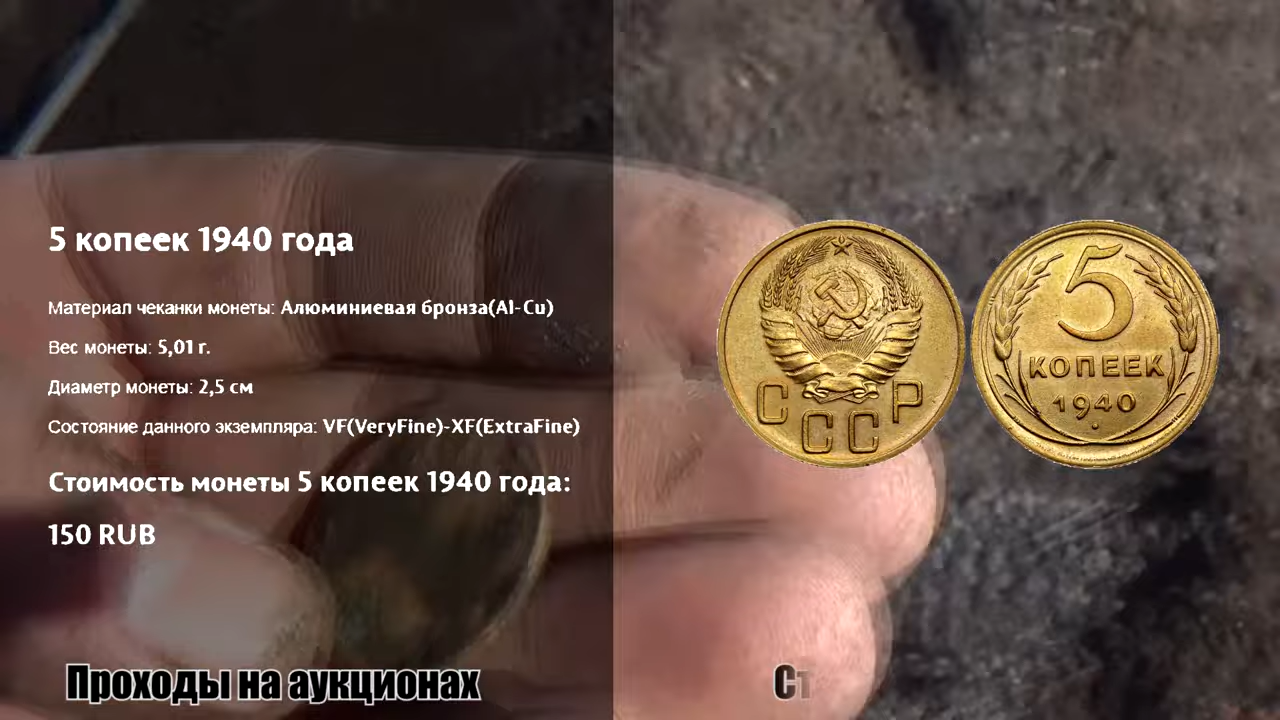 5 копеек 1940 года
Материал чеканки монеты: Алюминиевая бронза(Al-Cu)
Вес монеты: 5,01 г.
Диаметр монеты: 2,5 см
Состояние данного экземпляра: VF(VeryFine)-XF(ExtraFine)
Стоимость монеты 5 копеек 1940 года:
150 RUB
С С С Р
5
КОПЕЕК
1940
Проходы на аукционах
Ст